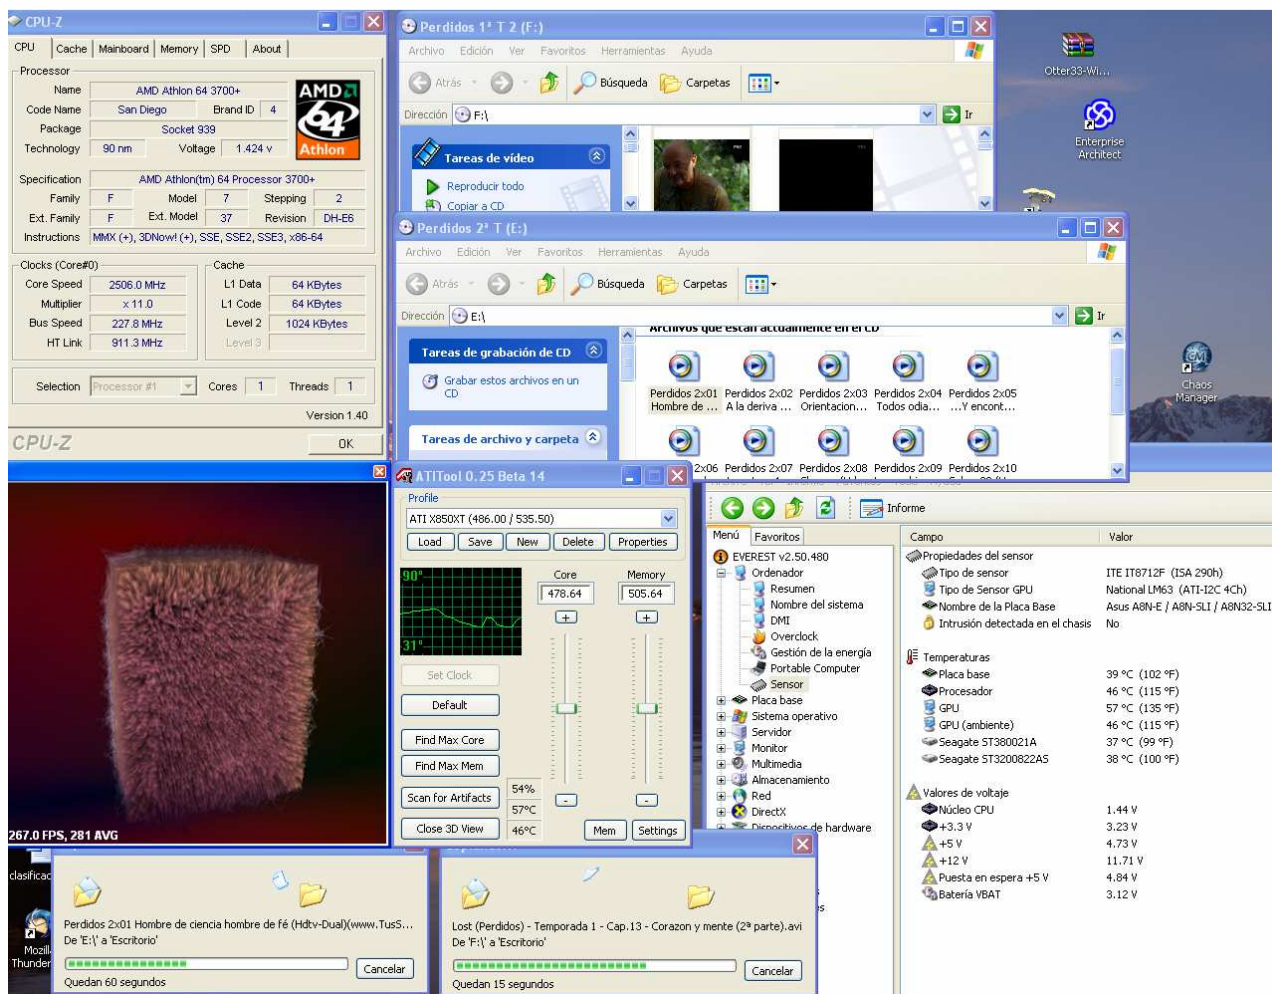 CPU-Z
CPU Cache Mainboard Memory SPD About
Processor
Name AMD Athlon 64 3700+
Code Name San Diego Brand ID 4
Package Socket 939
Technology 90 nm Voltage 1.424 v
AMD
64
Athlon
Specification AMD Athlon(tm) 64 Processor 3700+
Family F Model 7 Stepping 2
Ext. Family F Ext. Model 37 Revision DH-E6
Instructions MMX (+), 3DNow! (+), SSE, SSE2, SSE3, x86-64
Clocks (Core#0)
Core Speed 2506.0 MHz
Multiplier x 11.0
Bus Speed 227.8 MHz
HT Link 911.3 MHz
Cache
L1 Data 64 KBytes
L1 Code 64 KBytes
Level 2 1024 KBytes
Level 3
Selection Processor #1 Cores 1 Threads 1
Version 1.40
CPU-Z OK
Perdidos 1ª T 2 (F:)
Archivo Edición Ver Favoritos Herramientas Ayuda
Atrás Búsqueda Carpetas
Dirección F:\ Ir
Tareas de vídeo
Reproducir todo
Copiar a CD
Perdidos 2ª T (E:)
Archivo Edición Ver Favoritos Herramientas Ayuda
Atrás Búsqueda Carpetas
Dirección E:\ Ir
Archivos que están actualmente en el CD
Tareas de grabación de CD
Grabar estos archivos en un
CD
Tareas de archivo y carpeta
Perdidos 2x01 Perdidos 2x02 Perdidos 2x03 Perdidos 2x04 Perdidos 2x05
Hombre de ... A la deriva ... Orientacion... Todos odia... ...Y encont...
2x06 Perdidos 2x07 Perdidos 2x08 Perdidos 2x09 Perdidos 2x10
Otter33-Wi...
Enterprise
Architect
Chaos
Manager
267.0 FPS, 281 AVG
ATITool 0.25 Beta 14
Profile
ATI X850XT (486.00 / 535.50)
Load Save New Delete Properties
90°
31°
Core Memory
478.64 505.64
+ +
Set Clock
Default
Find Max Core
Find Max Mem
Scan for Artifacts 54%
57°C
- -
Close 3D View 46°C Mem Settings
Informe
Menú Favoritos
EVEREST v2.50.480
Ordenador
Resumen
Nombre del sistema
DMI
Overclock
Gestión de la energía
Portable Computer
Sensor
Placa base
Sistema operativo
Servidor
Monitor
Multimedia
Almacenamiento
Red
DirectX
Dispositivos de hardware
Campo Valor
Propiedades del sensor
Tipo de sensor ITE IT8712F (ISA 290h)
Tipo de Sensor GPU National LM63 (ATI-I2C 4Ch)
Nombre de la Placa Base Asus A8N-E / A8N-SLI / A8N32-SLI
Intrusión detectada en el chasis No
Temperaturas
Placa base 39 °C (102 °F)
Procesador 46 °C (115 °F)
GPU 57 °C (135 °F)
GPU (ambiente) 46 °C (115 °F)
Seagate ST380021A 37 °C (99 °F)
Seagate ST3200822AS 38 °C (100 °F)
Valores de voltaje
Núcleo CPU 1.44 V
+3.3 V 3.23 V
+5 V 4.73 V
+12 V 11.71 V
Puesta en espera +5 V 4.84 V
Batería VBAT 3.12 V
clasificac
Mozill
Thunder
Perdidos 2x01 Hombre de ciencia hombre de fé (Hdtv-Dual)(www.TusS...
De 'E:\' a 'Escritorio'
Cancelar
Quedan 60 segundos
Lost (Perdidos) - Temporada 1 - Cap.13 - Corazon y mente (2ª parte).avi
De 'F:\' a 'Escritorio'
Cancelar
Quedan 15 segundos